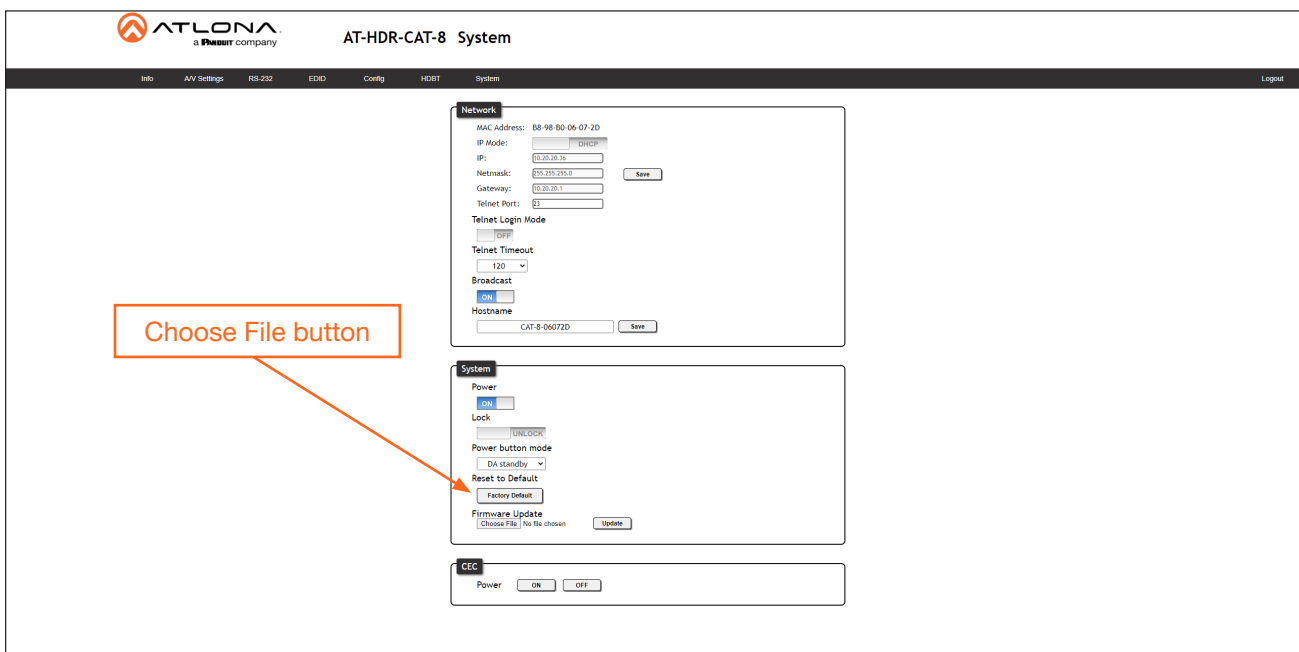 ATLONA.
a PANDUIT company
AT-HDR-CAT-8 System
Info A/V Settings RS-232 EDID Config HDBT System Logout
Network
MAC Address: B8-98-B0-06-07-2D
IP Mode: DHCP
IP: 10.20.20.36
Netmask: 255.255.255.0 Save
Gateway: 10.20.20.1
Telnet Port: 23
Telnet Login Mode
OFF
Telnet Timeout
120
Broadcast
ON
Hostname
CAT-8-06072D Save
Choose File button
System
Power
ON
Lock
UNLOCK
Power button mode
DA standby
Reset to Default
Factory Default
Firmware Update
Choose File No file chosen Update
CEC
Power ON OFF